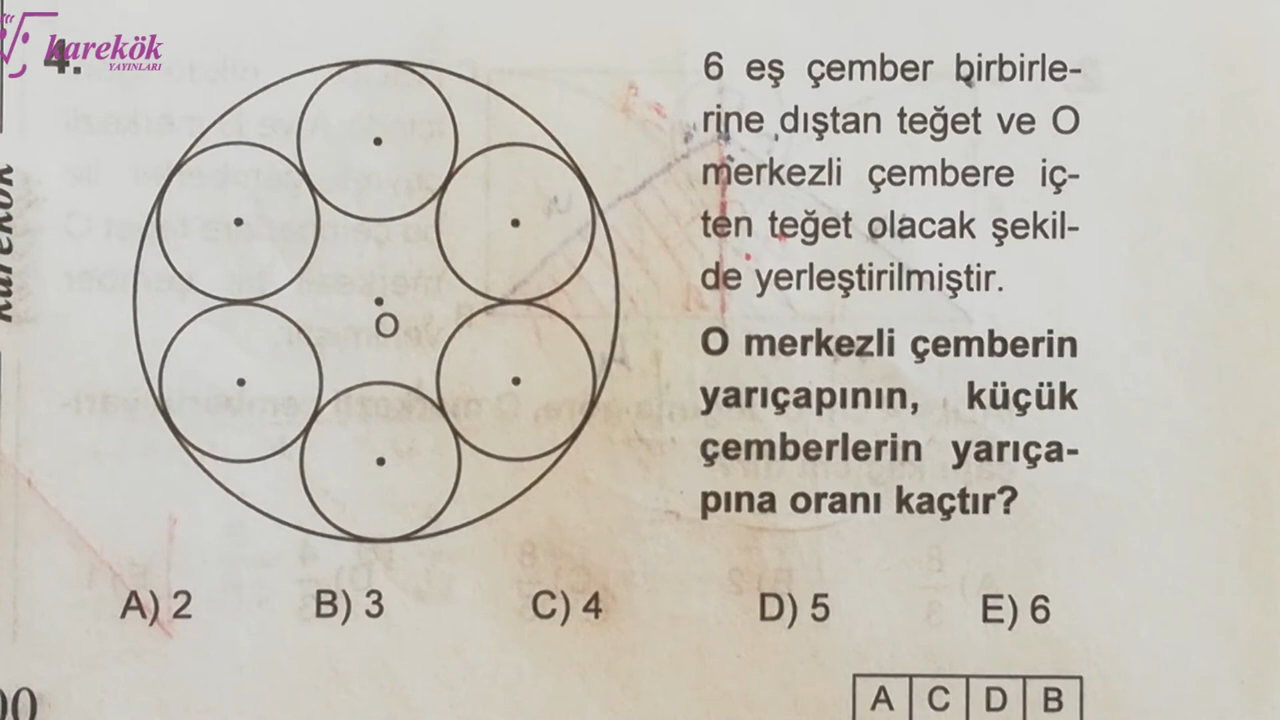 karekök
YAYINLARI
4.
karekök
O
6 eş çember birbirle-
rine dıştan teğet ve O
merkezli çembere iç-
ten teğet olacak şekil-
de yerleştirilmiştir.
O merkezli çemberin
yarıçapının, küçük
çemberlerin yarıça-
pına oranı kaçtır?
A) 2 B) 3 C) 4 D) 5 E) 6
A C D B